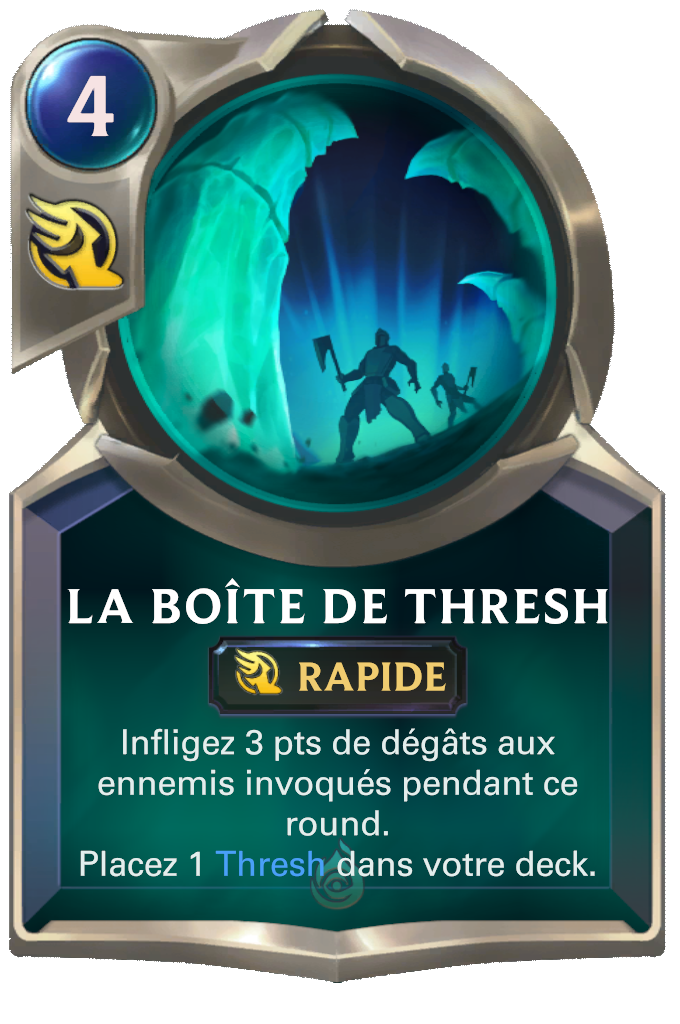 4
LA BOÎTE DE THRESH
RAPIDE
Infligez 3 pts de dégâts aux
ennemis invoqués pendant ce
round.
Placez 1 Thresh dans votre deck.